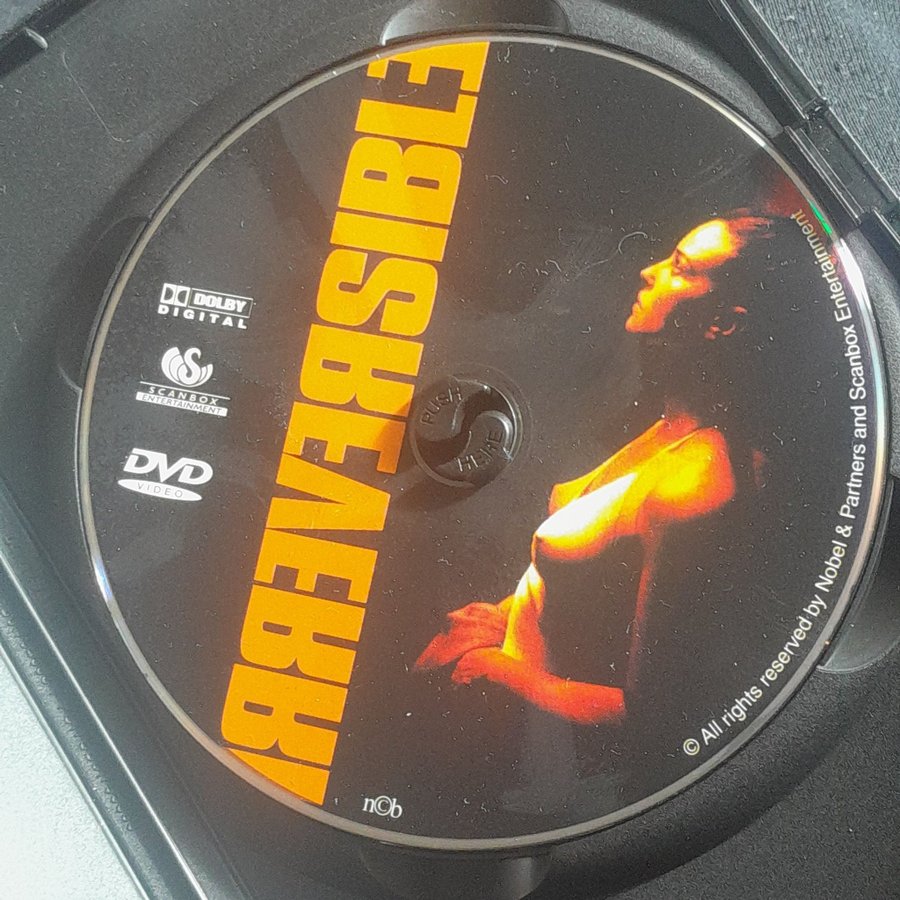 IRREVERSIBLE
DOLBY
DIGITAL
S
SCANBOX
ENTERTAINMENT
DVD
VIDEO
PUSH
HERE
n©b
© All rights reserved by Nobel & Partners and Scanbox Entertainment